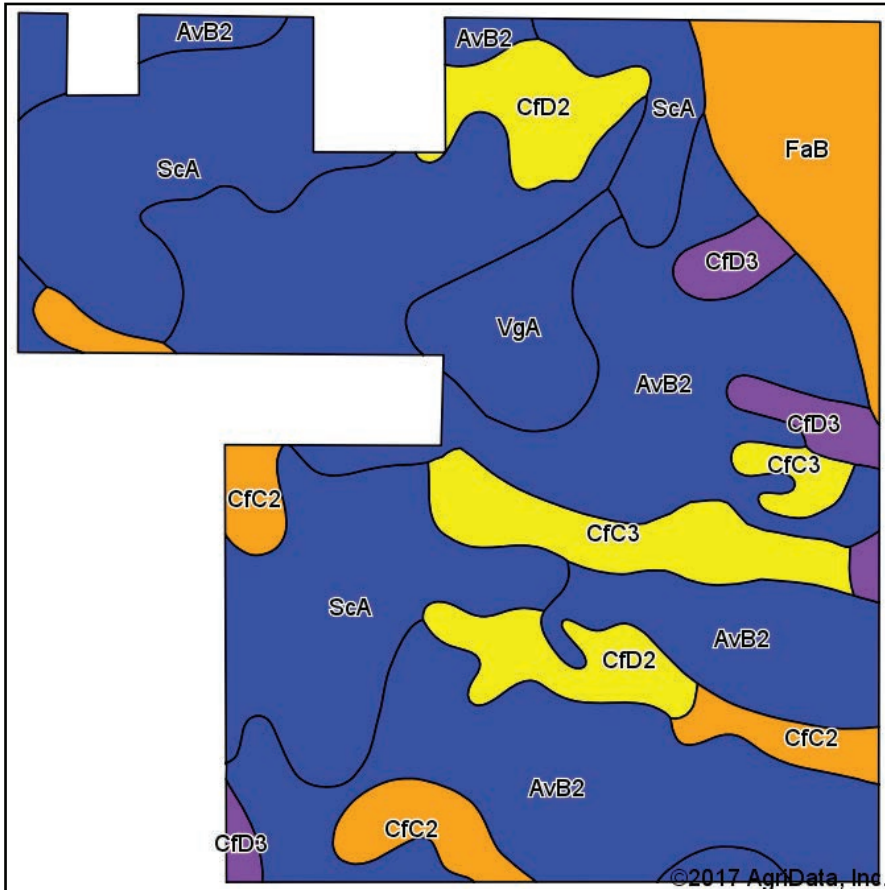 AvB2
AvB2
CfD2
ScA
FaB
ScA
CfD3
VgA
AvB2
CfD3
CfC3
CfC2
CfC3
ScA
AvB2
CfD2
CfC2
AvB2
CfC2
CfD3
©2017 AgriData, Inc.